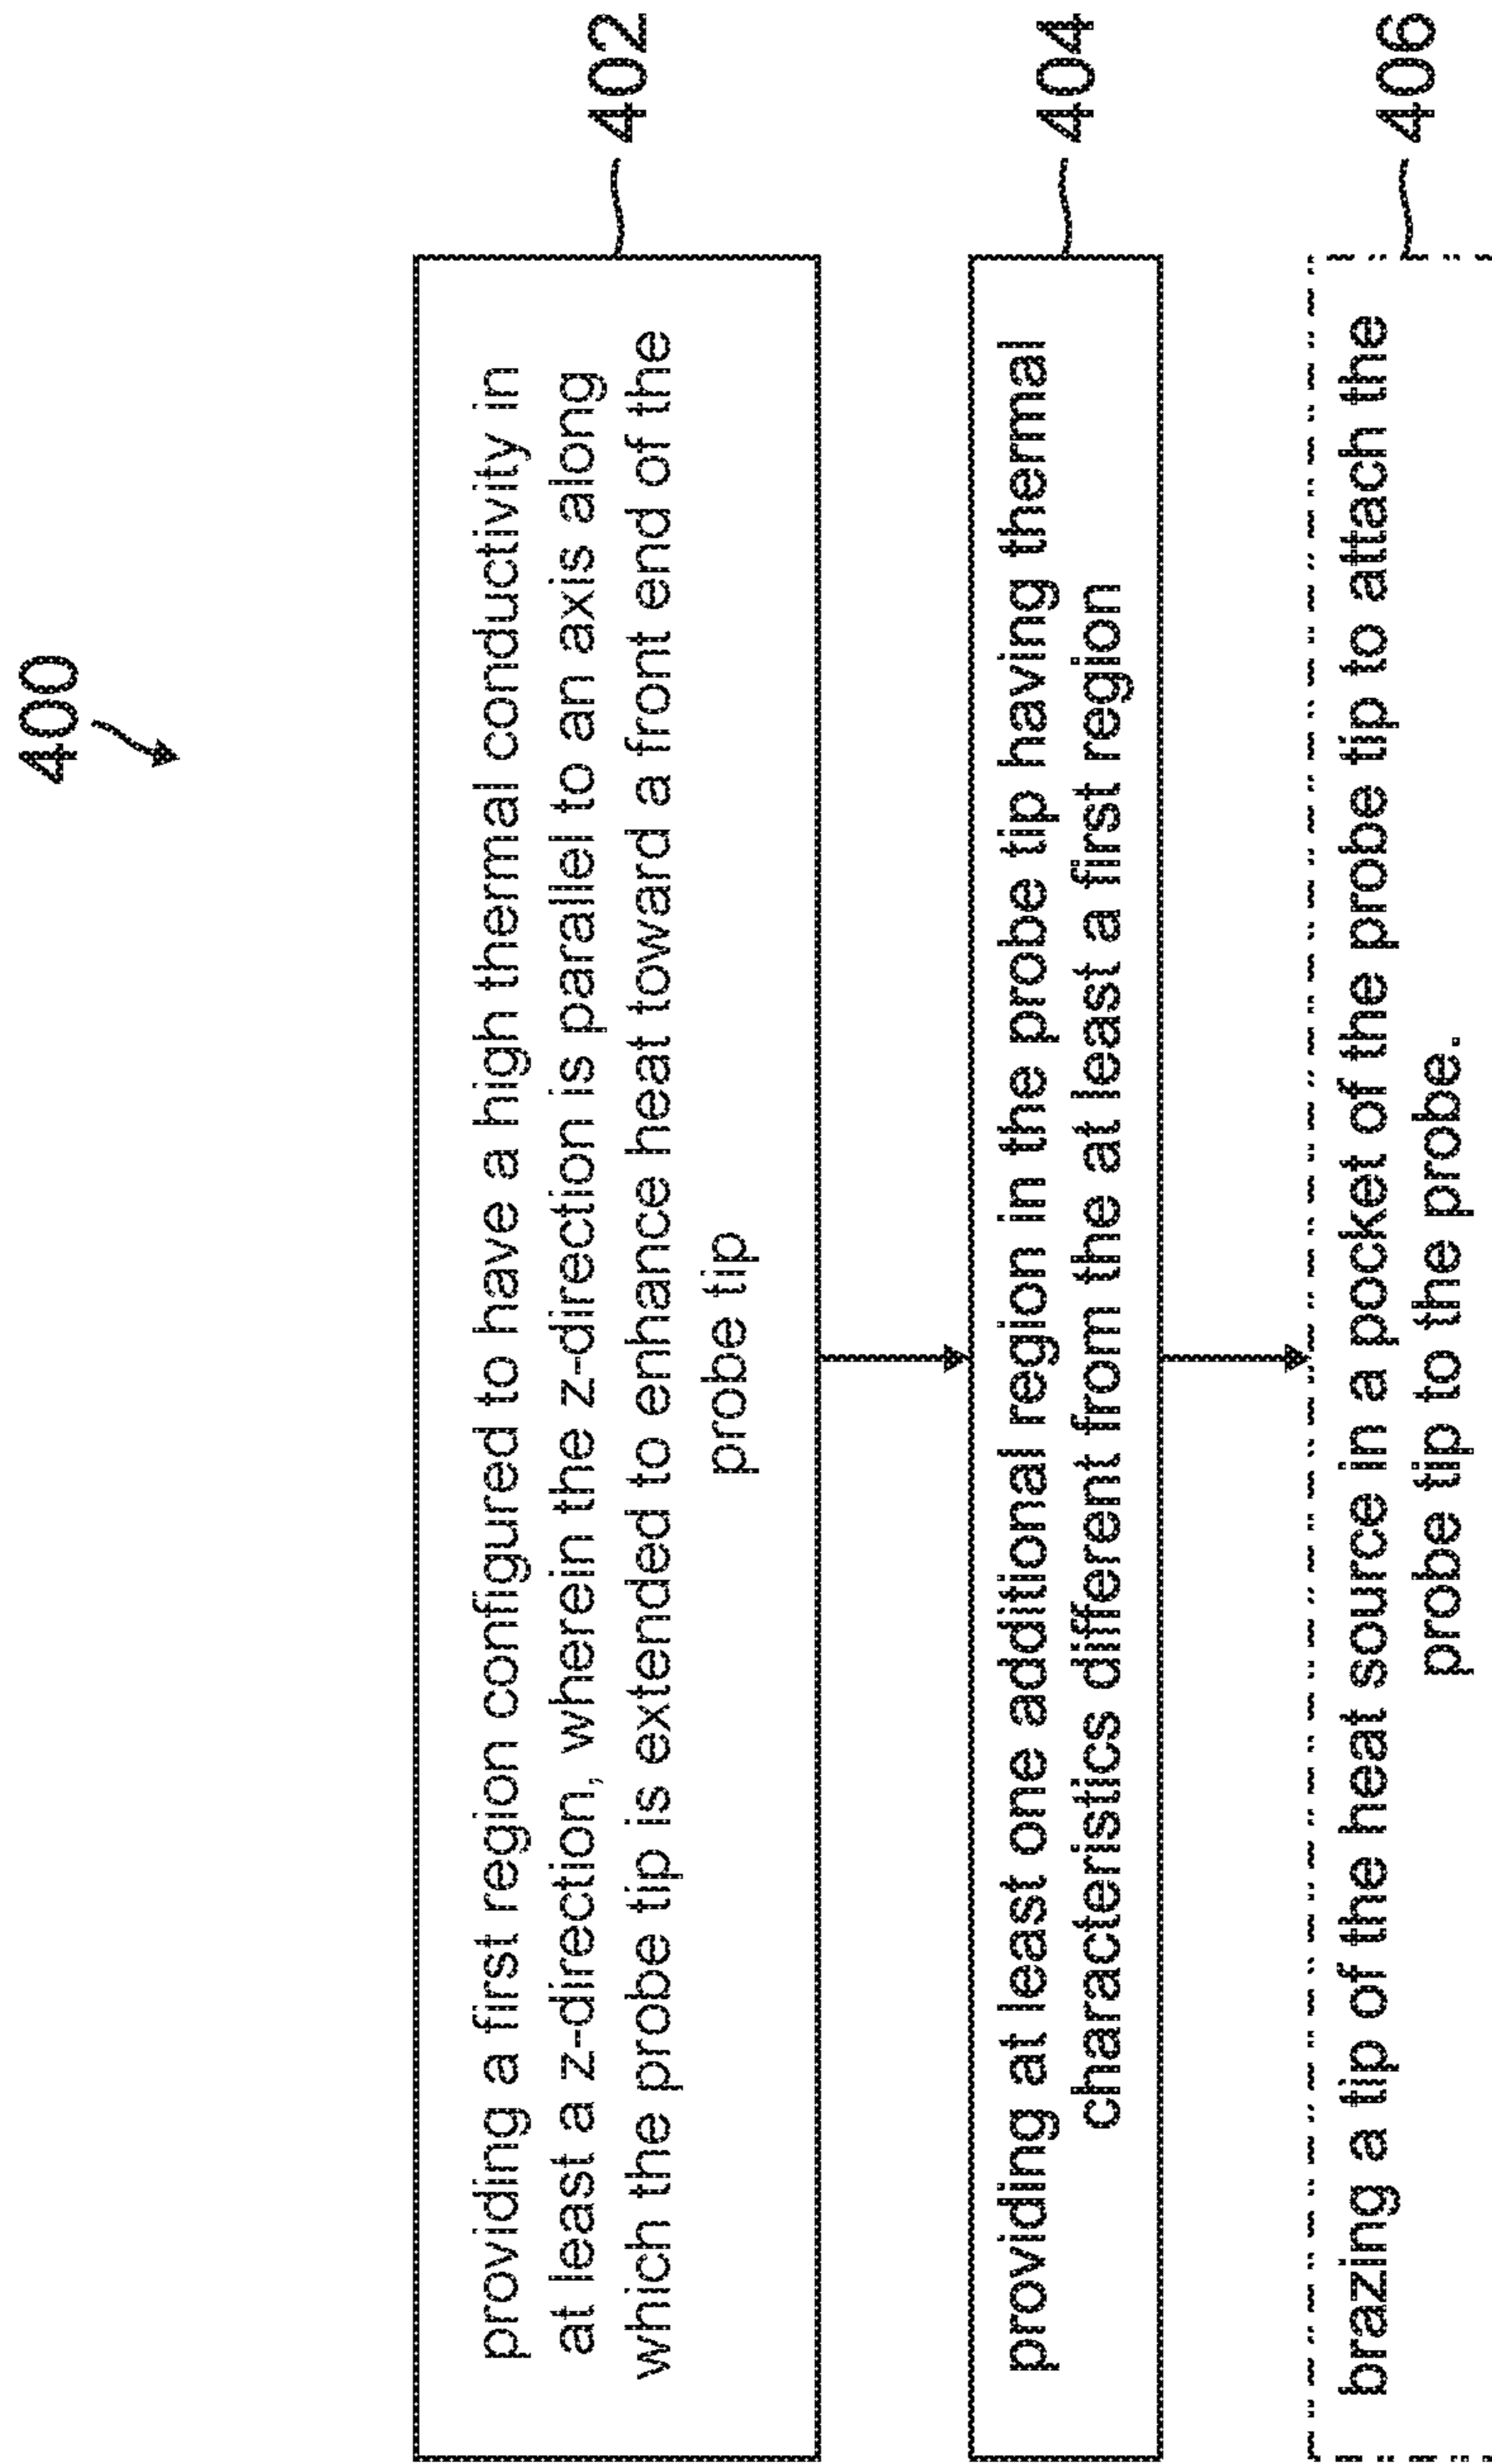 400
providing a first region configured to have a high thermal conductivity in
at least a z-direction, wherein the z-direction is parallel to an axis along
which the probe tip is extended to enhance heat toward a front end of the
probe tip
402
providing at least one additional region in the probe tip having thermal
characteristics different from the at least a first region
404
brazing a tip of the heat source in a pocket of the probe tip to attach the
probe tip to the probe.
406